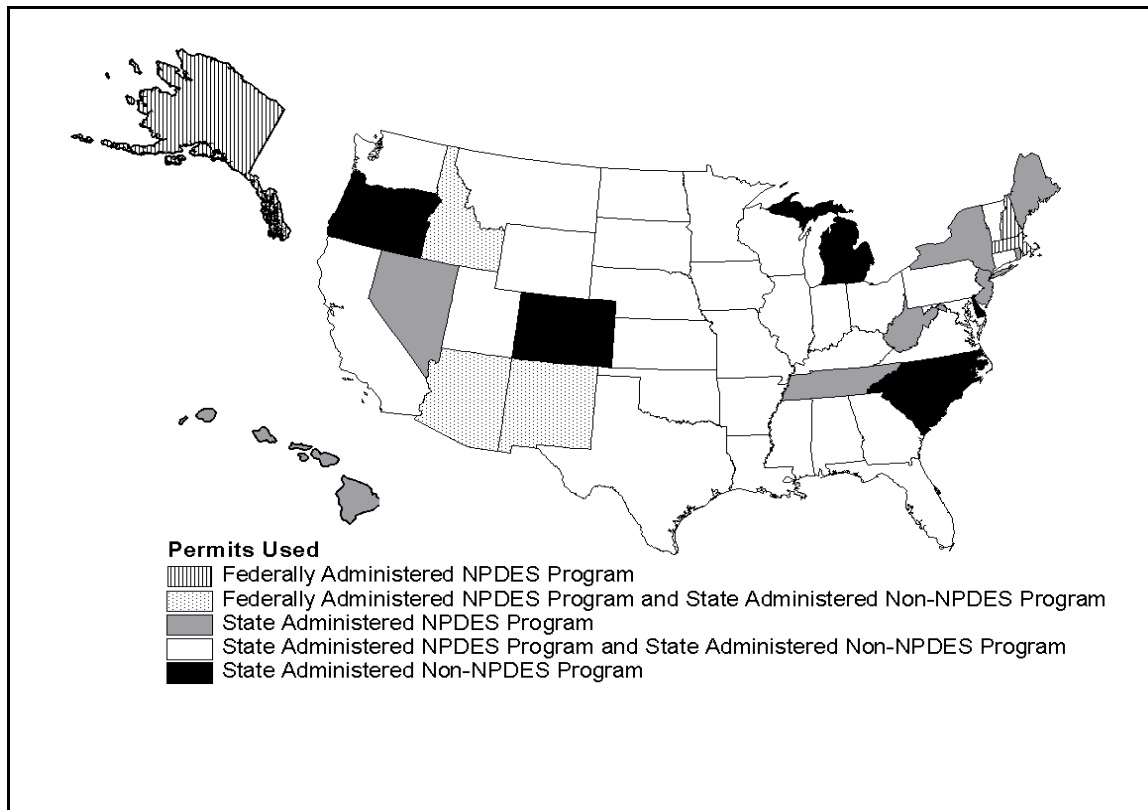 Permits Used
Federally Administered NPDES Program
Federally Administered NPDES Program and State Administered Non-NPDES Program
State Administered NPDES Program
State Administered NPDES Program and State Administered Non-NPDES Program
State Administered Non-NPDES Program